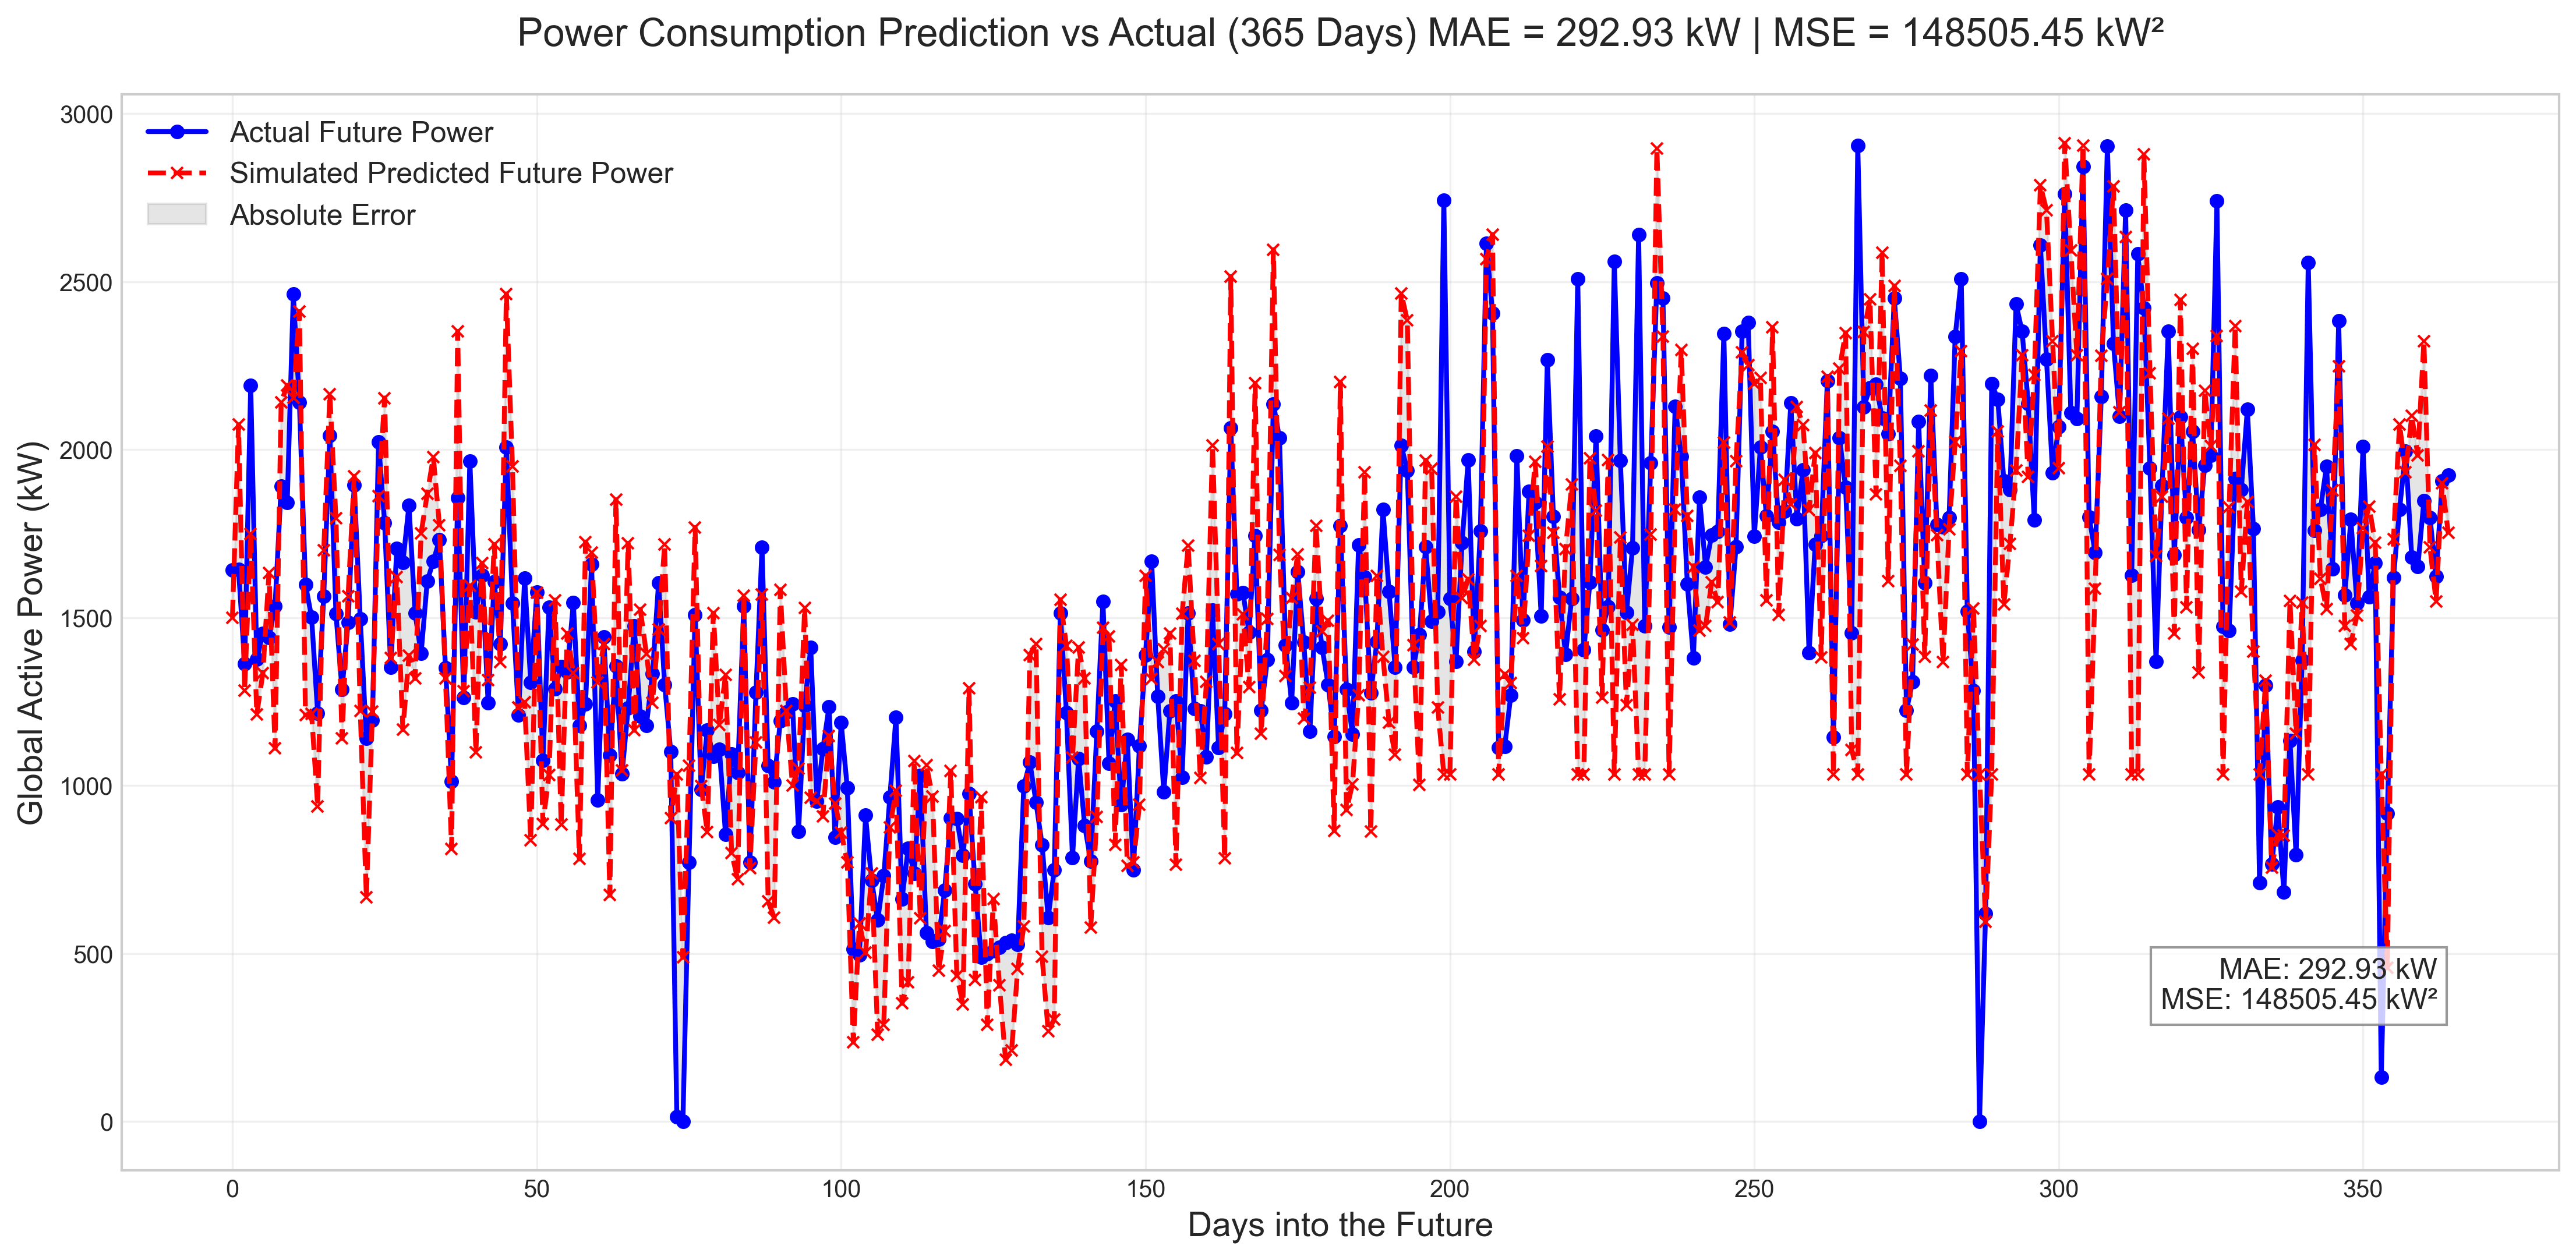 Power Consumption Prediction vs Actual (365 Days) MAE = 292.93 kW | MSE = 148505.45 kW²
Global Active Power (kW)
3000
2500
2000
1500
1000
500
0
Actual Future Power
Simulated Predicted Future Power
Absolute Error
MAE: 292.93 kW
MSE: 148505.45 kW²
0 50 100 150 200 250 300 350
Days into the Future